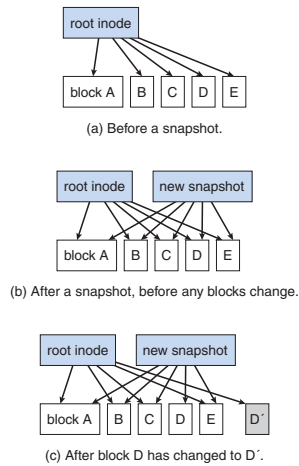 root inode
block A B C D E
(a) Before a snapshot.
root inode new snapshot
block A B C D E
(b) After a snapshot, before any blocks change.
root inode new snapshot
block A B C D E D´
(c) After block D has changed to D´.